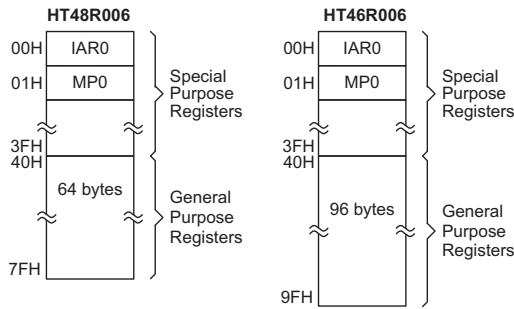 HT48R006
00H
IAR0
01H
MP0
3FH
40H
64 bytes
7FH
Special
Purpose
Registers
General
Purpose
Registers
HT46R006
00H
IAR0
01H
MP0
3FH
40H
96 bytes
9FH
Special
Purpose
Registers
General
Purpose
Registers